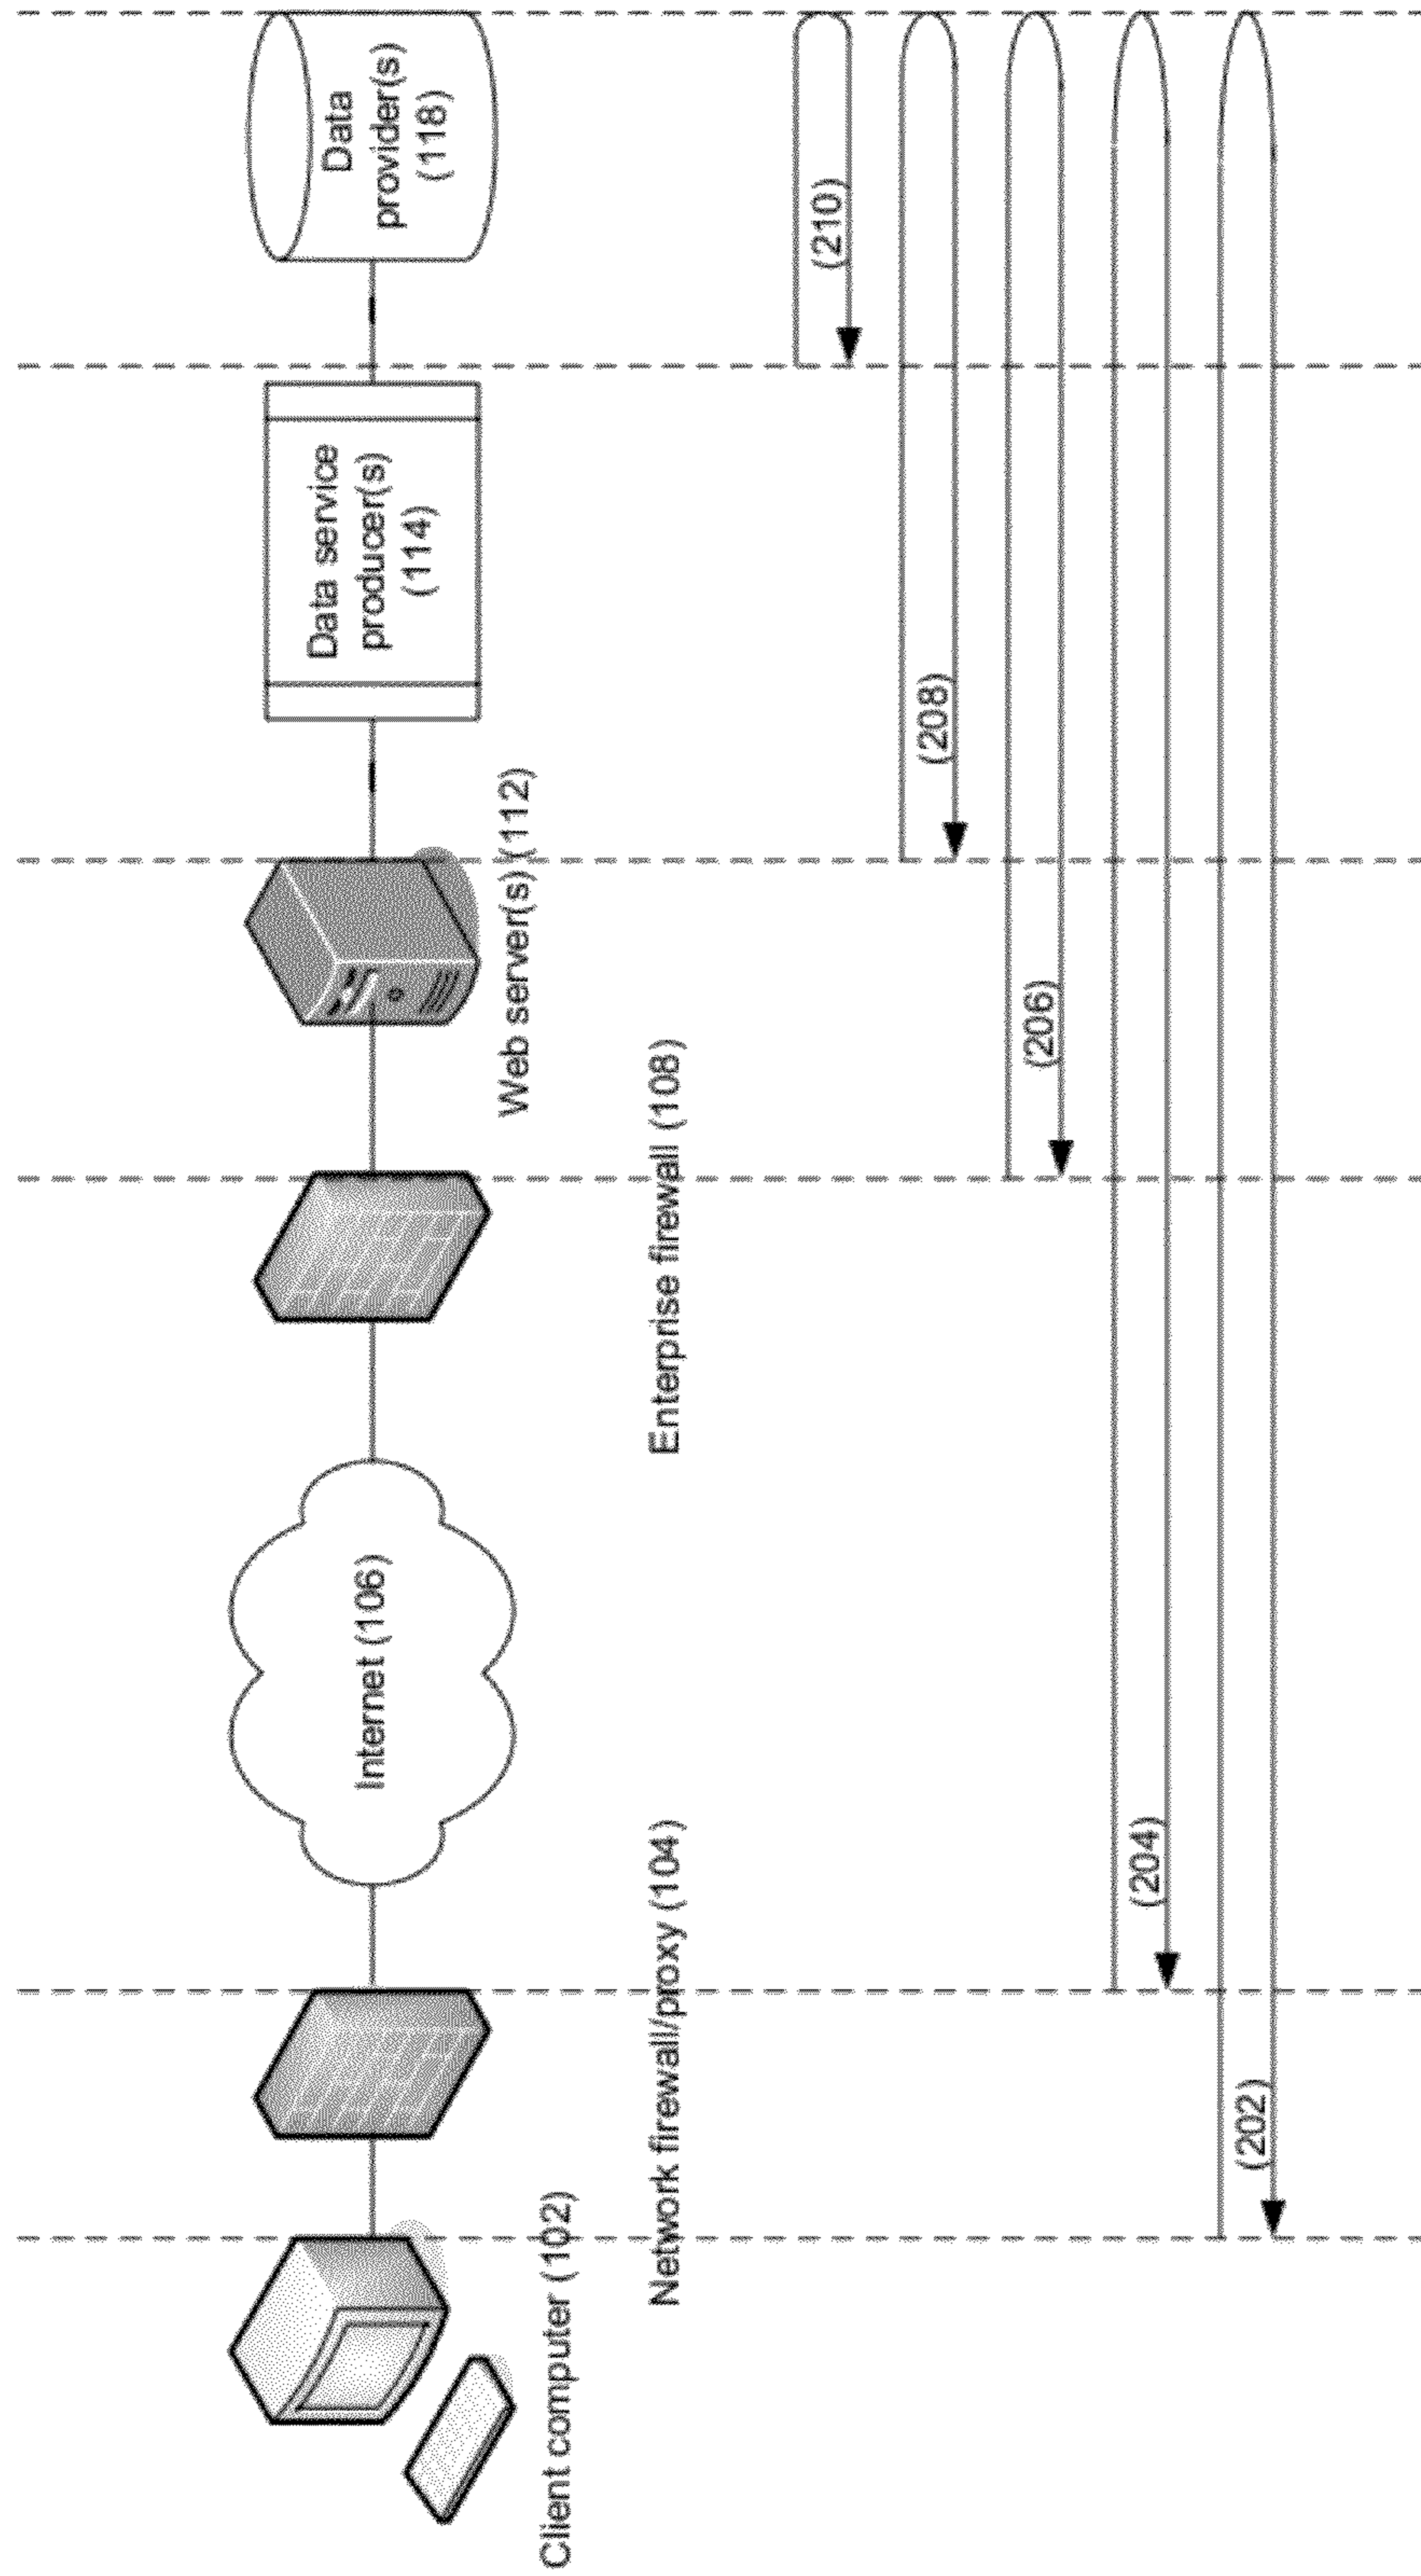 Client computer (102)
Network firewall/proxy (104)
Internet (106)
Enterprise firewall (108)
Web server(s) (112)
Data service
producer(s)
(114)
Data
provider(s)
(118)
(210)
(208)
(206)
(204)
(202)